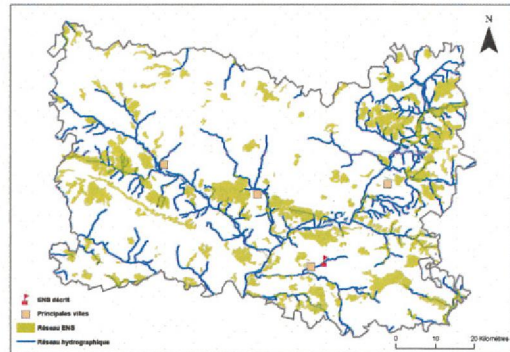 N
ENS décrit
Principales villes
Réseau ENS
Réseau hydrographique
0 10 20 Kilomètres